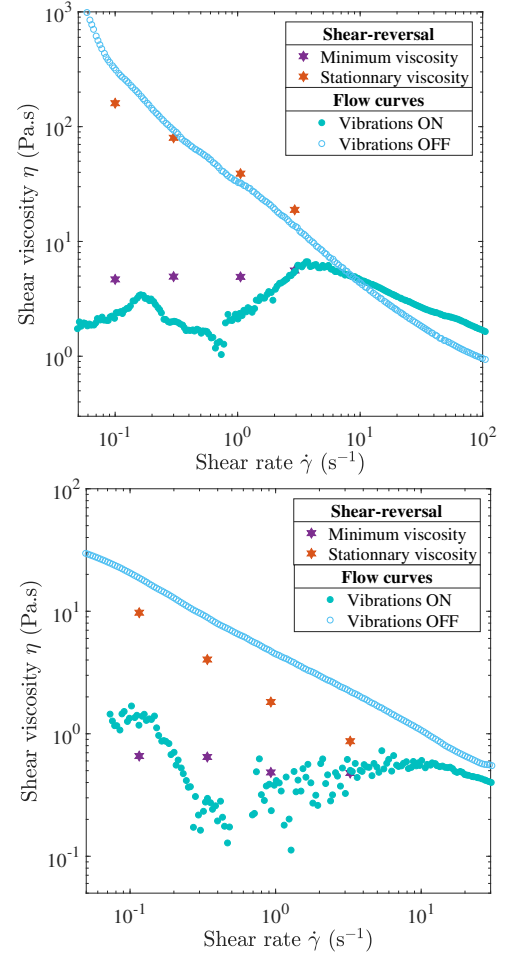 Shear-reversal
Minimum viscosity
Stationnary viscosity
Flow curves
Vibrations ON
Vibrations OFF
10^3
10^2
10^1
10^0
Shear viscosity η (Pa.s)
10^-1 10^0 10^1 10^2
Shear rate γ̇ (s^−1)
Shear-reversal
Minimum viscosity
Stationnary viscosity
Flow curves
Vibrations ON
Vibrations OFF
10^2
10^1
10^0
10^-1
Shear viscosity η (Pa.s)
10^-1 10^0 10^1
Shear rate γ̇ (s^−1)